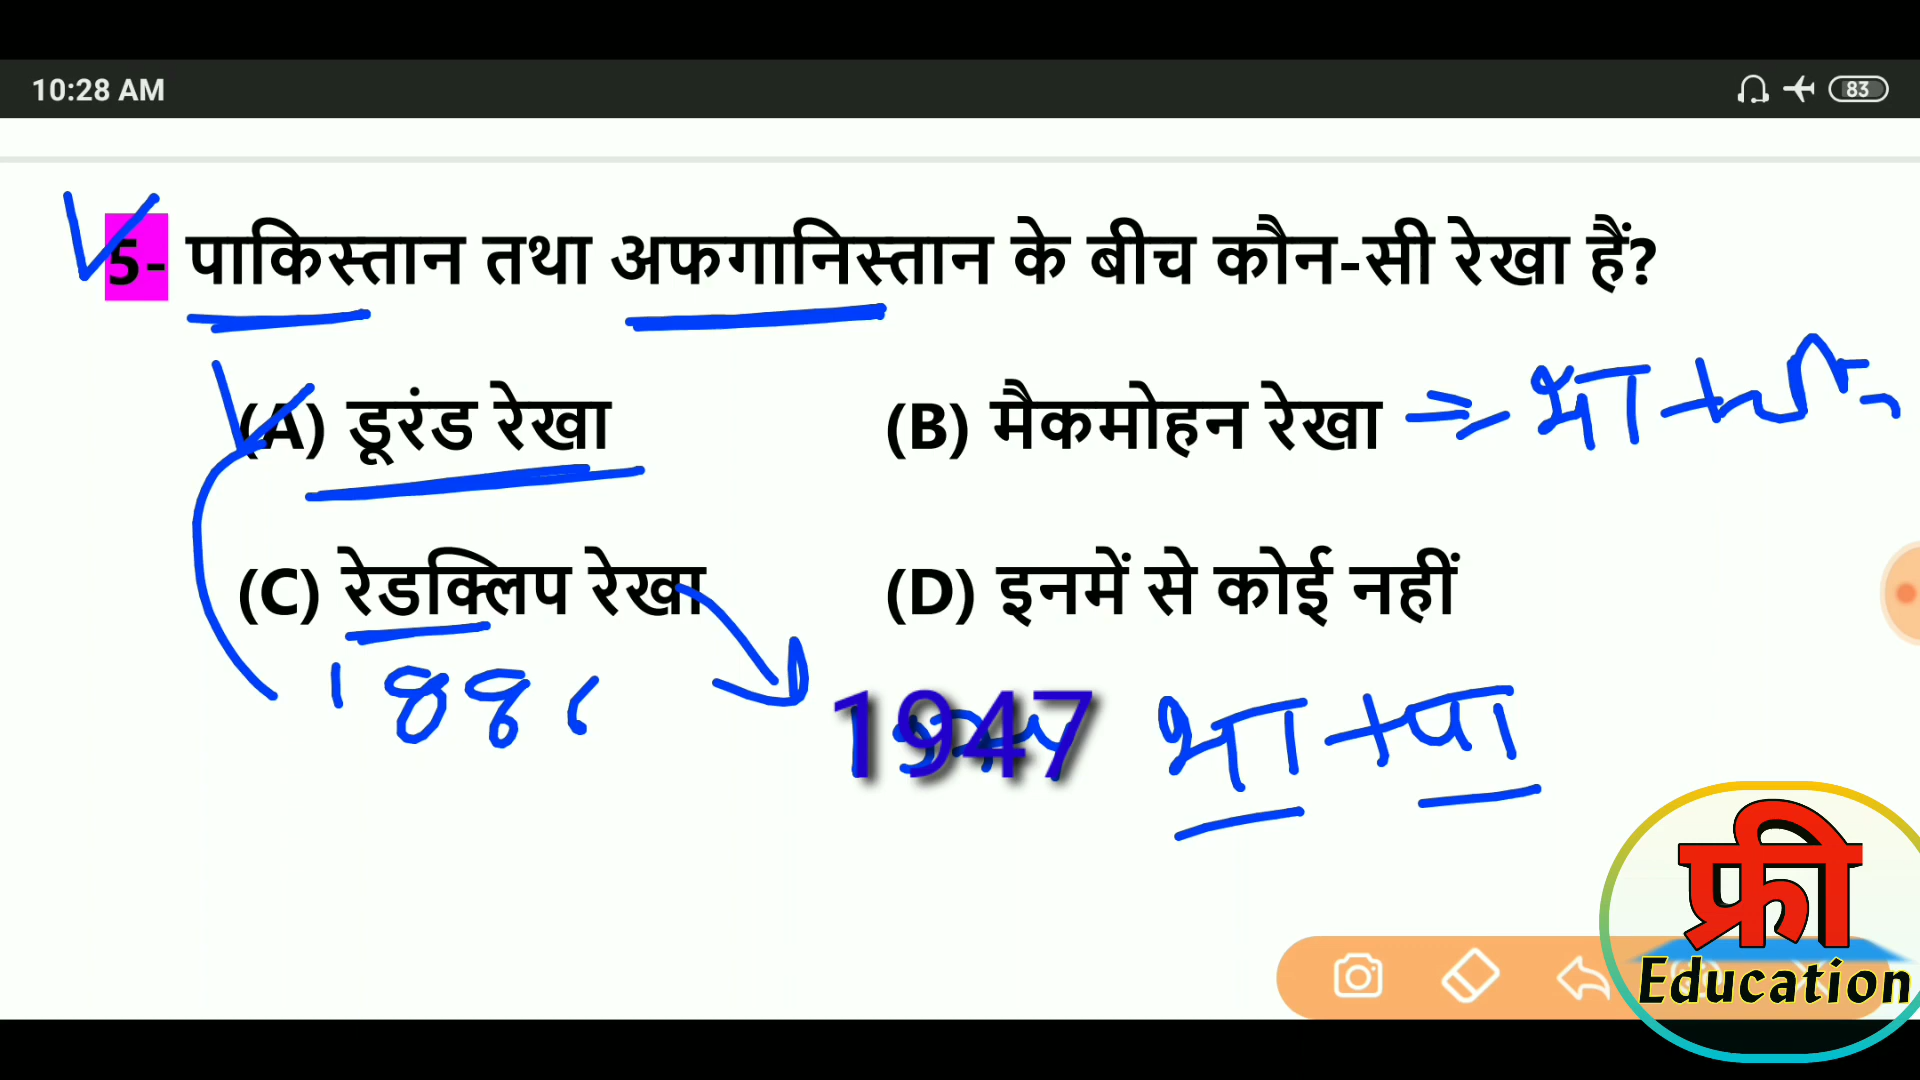 10:28 AM
83
5- पाकिस्तान तथा अफगानिस्तान के बीच कौन-सी रेखा हैं?
(A) डूरंड रेखा
(B) मैकमोहन रेखा = भा +
(C) रेडक्लिप रेखा
(D) इनमें से कोई नहीं
1947 भा + पा
फ्री
Education